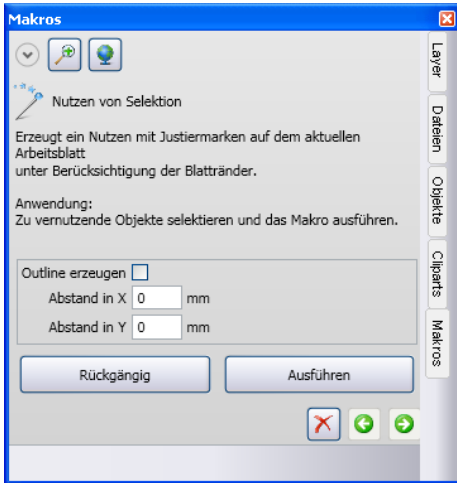 Makros
Nutzen von Selektion
Erzeugt ein Nutzen mit Justiermarken auf dem aktuellen
Arbeitsblatt
unter Berücksichtigung der Blattränder.
Anwendung:
Zu vernutzende Objekte selektieren und das Makro ausführen.
Outline erzeugen
Abstand in X 0 mm
Abstand in Y 0 mm
Rückgängig Ausführen
Layer
Dateien
Objekte
Cliparts
Makros